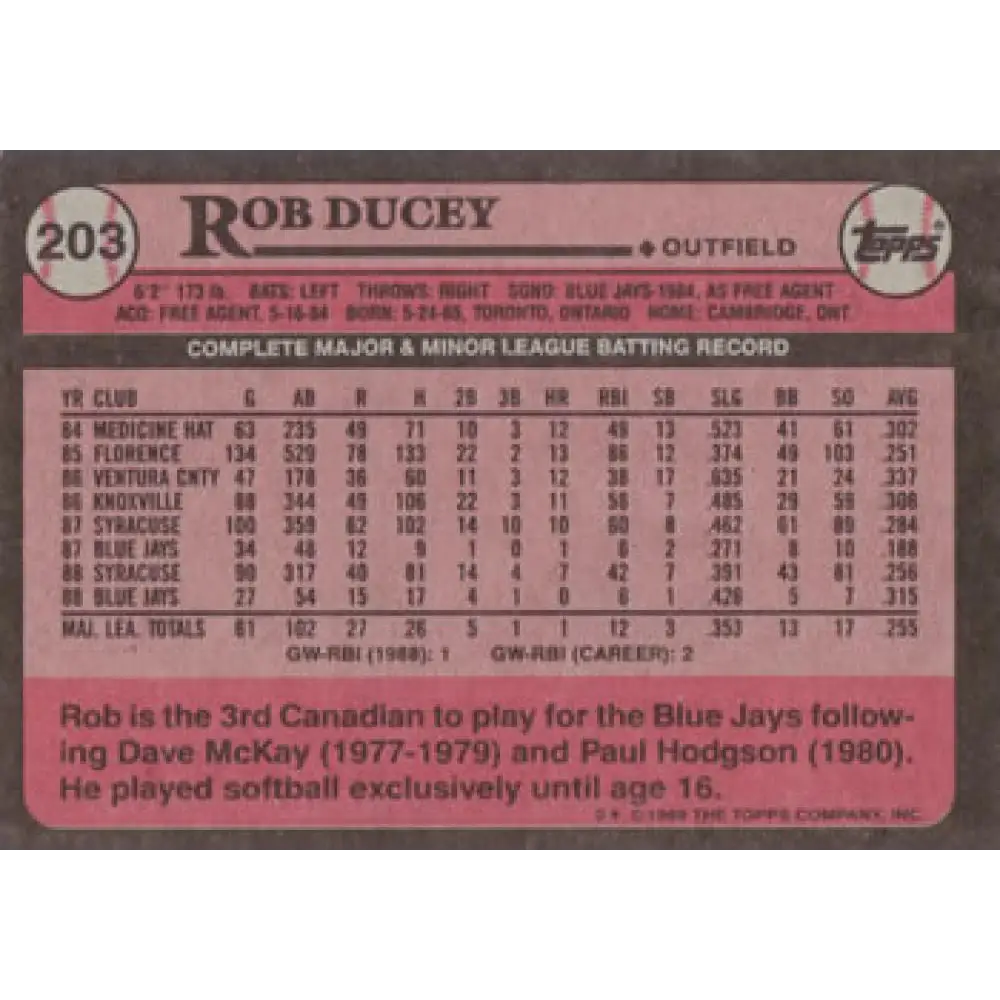 203
ROB DUCEY
OUTFIELD
topps
6'2" 173 lb. BATS: LEFT THROWS: RIGHT SGND: BLUE JAYS-1984, AS FREE AGENT
ACQ: FREE AGENT, 5-16-84 BORN: 5-24-65, TORONTO, ONTARIO HOME: CAMBRIDGE, ONT.
COMPLETE MAJOR & MINOR LEAGUE BATTING RECORD
YR CLUB G AB R H 2B 3B HR RBI SB SLG BB SO AVG
84 MEDICINE HAT 63 235 49 71 10 3 12 49 13 .523 41 61 .302
85 FLORENCE 134 529 78 133 22 2 13 86 12 .374 49 103 .251
86 VENTURA CNTY 47 178 36 60 11 3 12 38 17 .635 21 24 .337
86 KNOXVILLE 88 344 49 106 22 3 11 58 7 .485 29 59 .308
87 SYRACUSE 100 359 62 102 14 10 10 60 8 .462 61 89 .284
87 BLUE JAYS 34 48 12 9 1 0 1 6 2 .271 8 10 .188
88 SYRACUSE 90 317 40 81 14 4 7 42 7 .391 43 81 .256
88 BLUE JAYS 27 54 15 17 4 1 0 6 1 .426 5 7 .315
MAJ. LEA. TOTALS 61 102 27 26 5 1 1 12 3 .353 13 17 .255
GW-RBI (1988): 1 GW-RBI (CAREER): 2
Rob is the 3rd Canadian to play for the Blue Jays follow-
ing Dave McKay (1977-1979) and Paul Hodgson (1980).
He played softball exclusively until age 16.
© 1989 THE TOPPS COMPANY, INC.